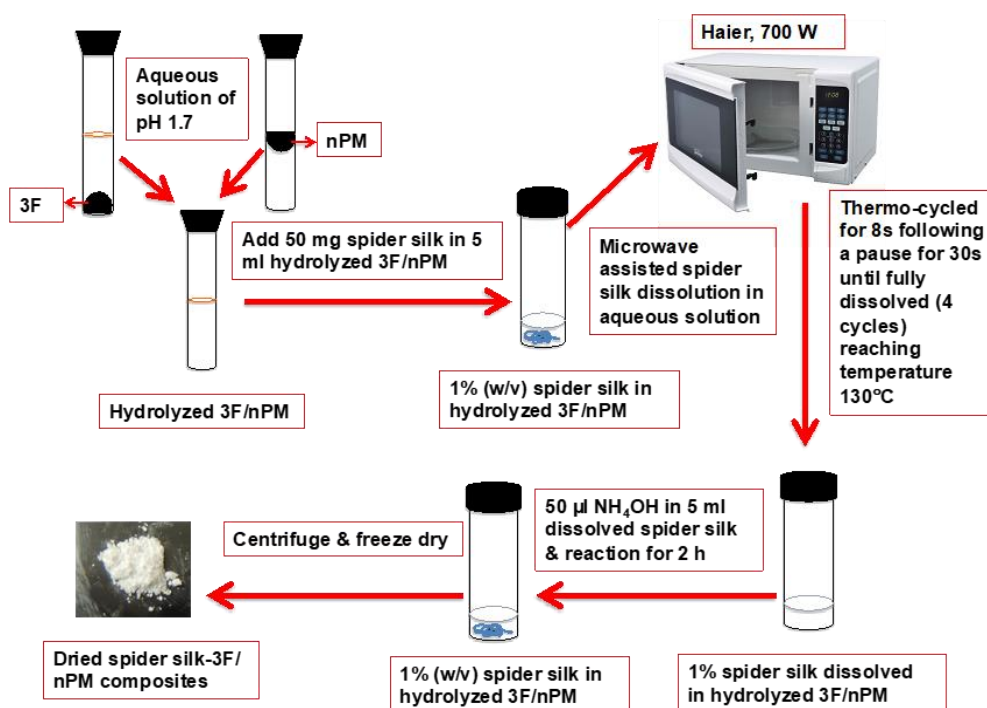 Aqueous
solution of
pH 1.7
nPM
3F
Haier, 700 W
Add 50 mg spider silk in 5
ml hydrolyzed 3F/nPM
Microwave
assisted spider
silk dissolution in
aqueous solution
Thermo-cycled
for 8s following
a pause for 30s
until fully
dissolved (4
cycles)
reaching
temperature
130ºC
Hydrolyzed 3F/nPM
1% (w/v) spider silk in
hydrolyzed 3F/nPM
Centrifuge & freeze dry
50 µl NH₄OH in 5 ml
dissolved spider silk
& reaction for 2 h
Dried spider silk-3F/
nPM composites
1% (w/v) spider silk in
hydrolyzed 3F/nPM
1% spider silk dissolved
in hydrolyzed 3F/nPM